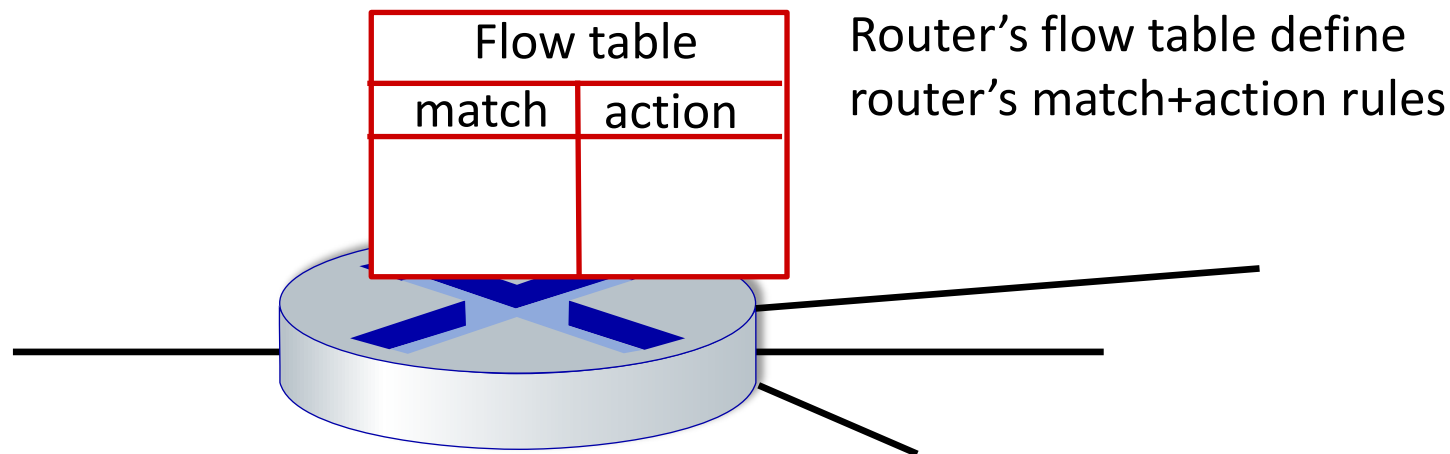 Flow table
match action
Router’s flow table define
router’s match+action rules